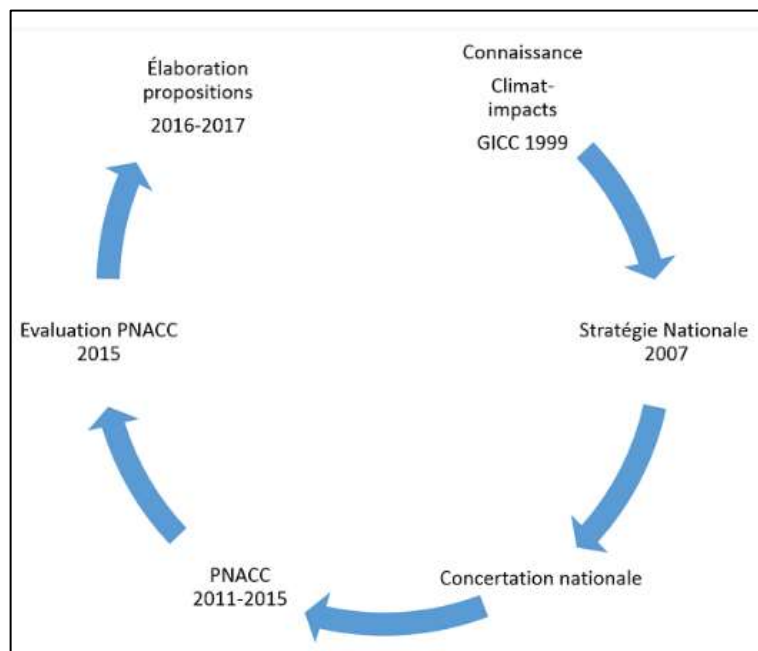 Connaissance
Climat-
impacts
GICC 1999
Stratégie Nationale
2007
Concertation nationale
PNACC
2011-2015
Evaluation PNACC
2015
Élaboration
propositions
2016-2017